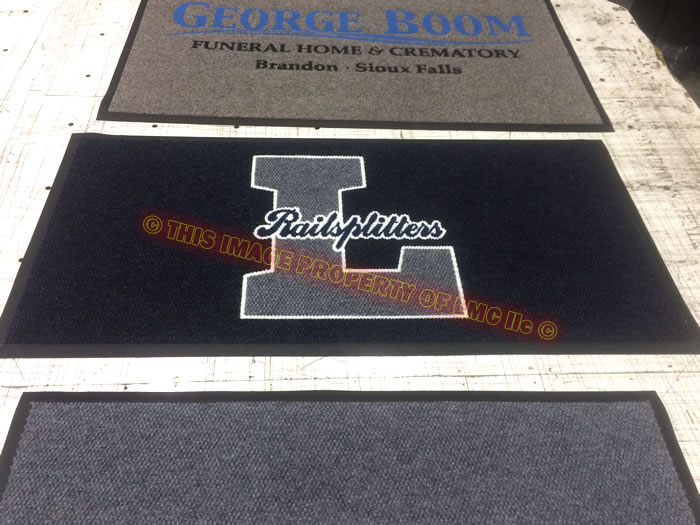 GEORGE BOOM
FUNERAL HOME & CREMATORY
Brandon · Sioux Falls
L
Railsplitters
© THIS IMAGE PROPERTY OF LMC llc ©